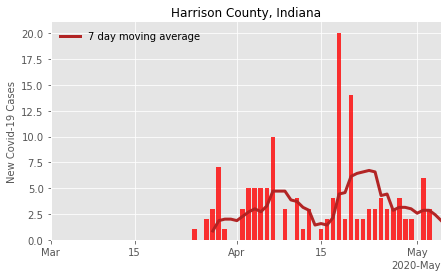 Harrison County, Indiana
7 day moving average
New Covid-19 Cases
20.0
17.5
15.0
12.5
10.0
7.5
5.0
2.5
0.0
Mar
15
Apr
15
May
2020-May